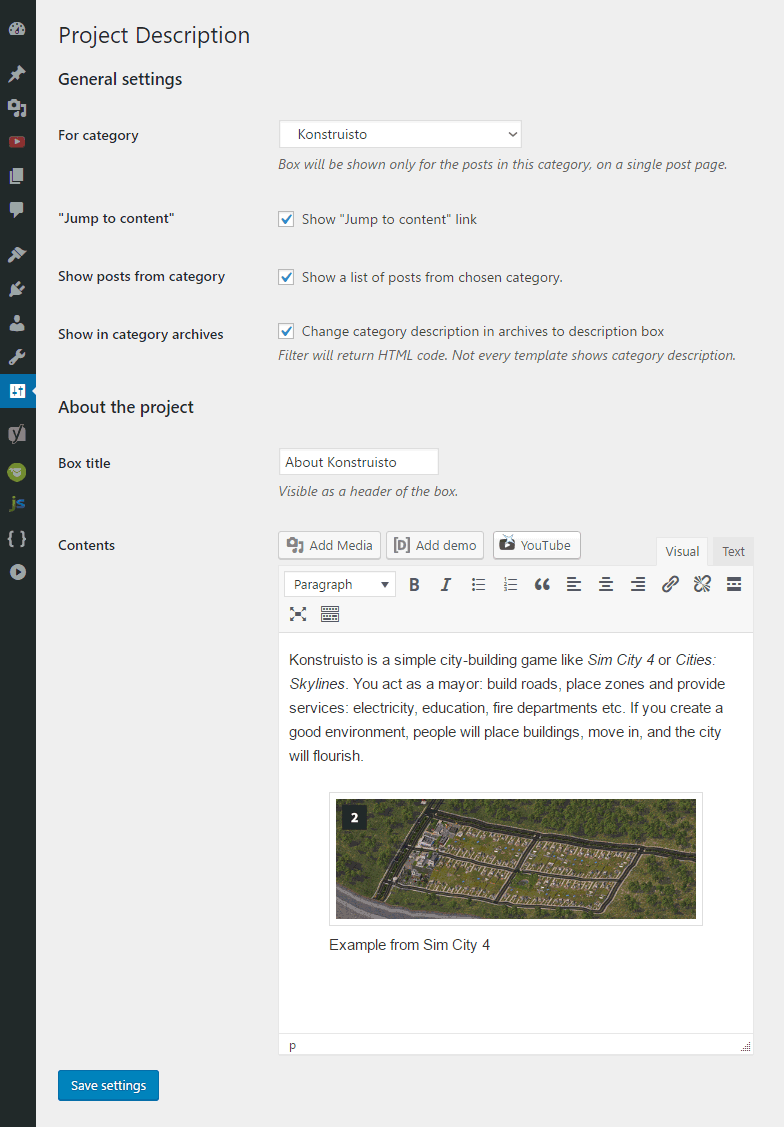 Project Description
General settings
For category
Konstruisto
Box will be shown only for the posts in this category, on a single post page.
"Jump to content"
Show "Jump to content" link
Show posts from category
Show a list of posts from chosen category.
Show in category archives
Change category description in archives to description box
Filter will return HTML code. Not every template shows category description.
About the project
Box title
About Konstruisto
Visible as a header of the box.
Contents
Add Media
[D] Add demo
YouTube
Visual
Text
Paragraph
B
I
Konstruisto is a simple city-building game like Sim City 4 or Cities:
Skylines. You act as a mayor: build roads, place zones and provide
services: electricity, education, fire departments etc. If you create a
good environment, people will place buildings, move in, and the city
will flourish.
2
Example from Sim City 4
p
js
Save settings